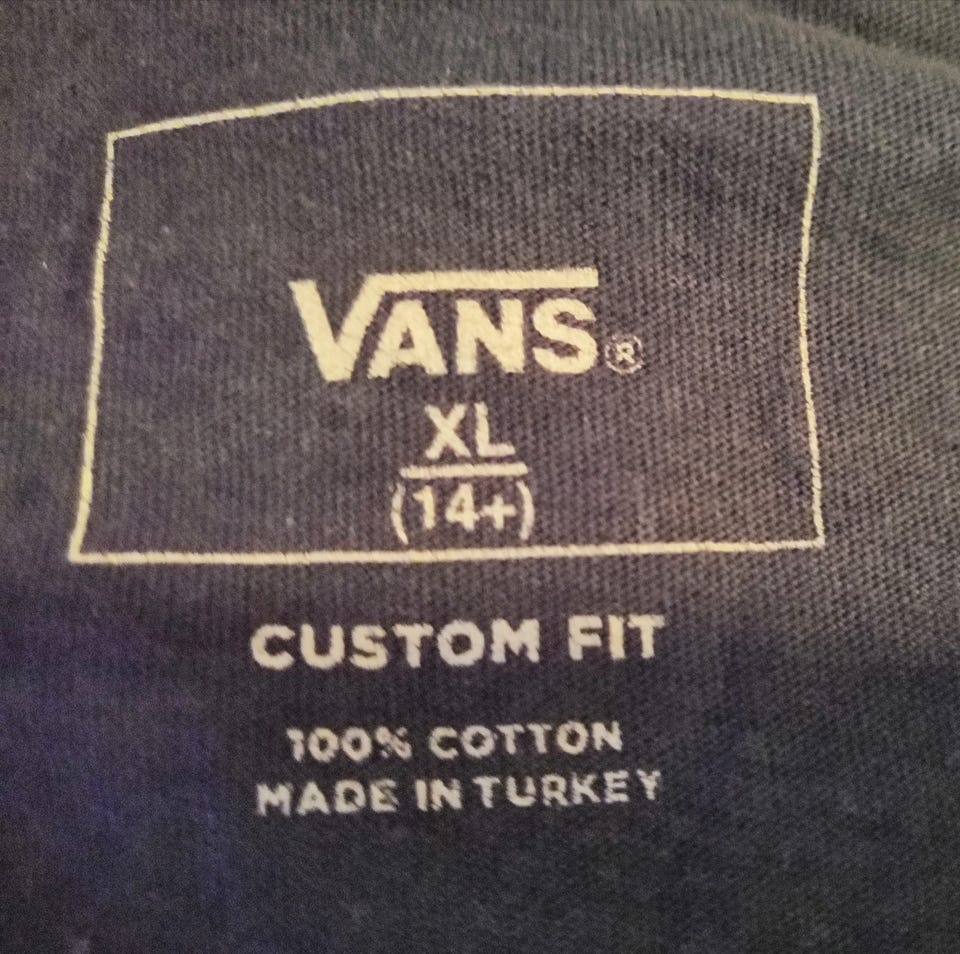 VANS®
XL
(14+)
CUSTOM FIT
100% COTTON
MADE IN TURKEY